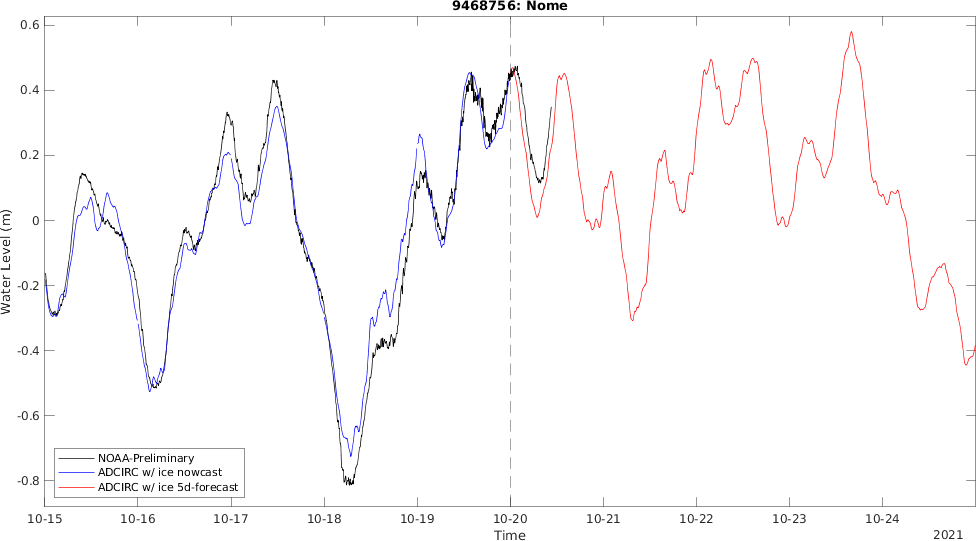 9468756: Nome
Water Level (m)
0.6
0.4
0.2
0
-0.2
-0.4
-0.6
-0.8
NOAA-Preliminary
ADCIRC w/ ice nowcast
ADCIRC w/ ice 5d-forecast
10-15 10-16 10-17 10-18 10-19 10-20 10-21 10-22 10-23 10-24
Time
2021